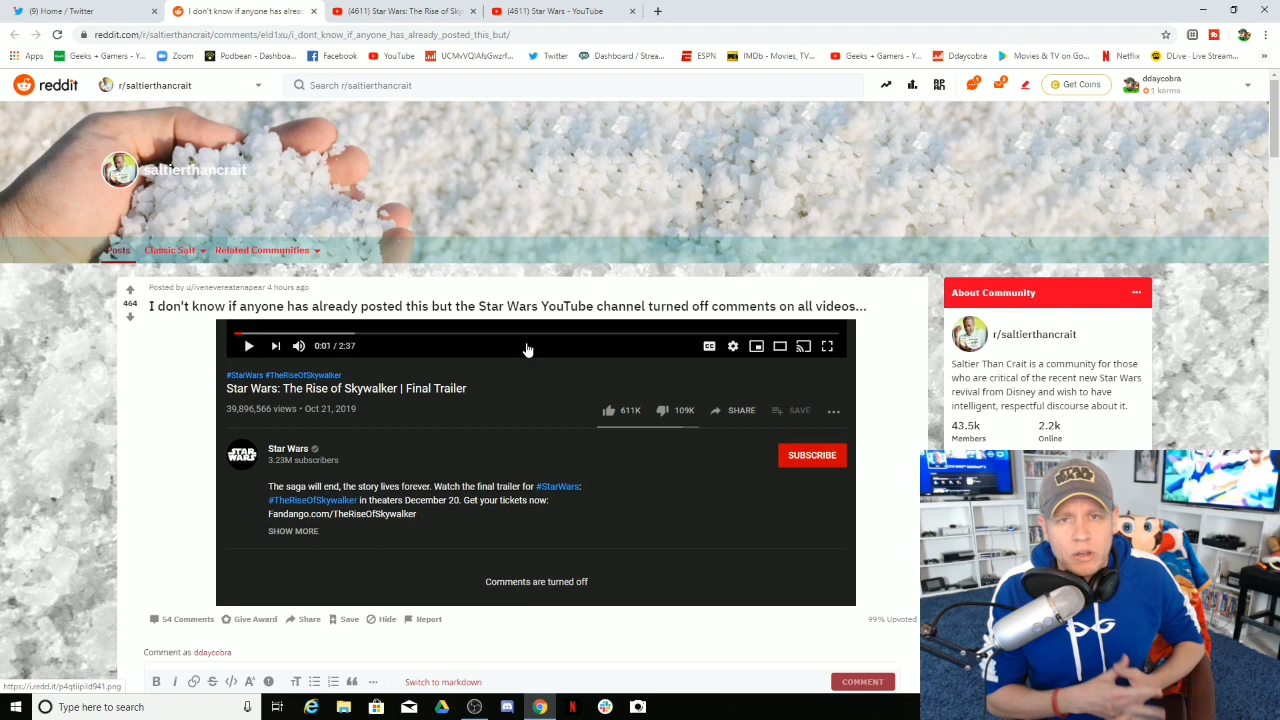 (9) Home / Twitter
I don't know if anyone has alread
(4611) Star Wars: The Rise of Sky
(4611) Star Wars - YouTube
reddit.com/r/saltierthancrait/comments/eld1xu/i_dont_know_if_anyone_has_already_posted_this_but/
Apps
Geeks + Gamers - Y...
Zoom
Podbean - Dashboar...
Facebook
YouTube
UCMvVQIAfsGwzrf...
Twitter
Dashboard / Strea...
ESPN
IMDb - Movies, TV...
Geeks + Gamers - Y...
Ddaycobra
Movies & TV on Goo...
Netflix
DLive · Live Stream...
reddit
r/saltierthancrait
Search r/saltierthancrait
Get Coins
ddaycobra
1 karma
saltierthancrait
Posts
Classic Salt
Related Communities
Posted by u/ivenevereatenapear 4 hours ago
464
I don't know if anyone has already posted this but the Star Wars YouTube channel turned off comments on all videos...
0:01 / 2:37
#StarWars #TheRiseOfSkywalker
Star Wars: The Rise of Skywalker | Final Trailer
39,896,566 views • Oct 21, 2019
611K
109K
SHARE
SAVE
STAR WARS
Star Wars
3.23M subscribers
SUBSCRIBE
The saga will end, the story lives forever. Watch the final trailer for #StarWars:
#TheRiseOfSkywalker in theaters December 20. Get your tickets now:
Fandango.com/TheRiseOfSkywalker
SHOW MORE
Comments are turned off
54 Comments
Give Award
Share
Save
Hide
Report
99% Upvoted
Comment as ddaycobra
Switch to markdown
COMMENT
About Community
r/saltierthancrait
Saltier Than Crait is a community for those
who are critical of the recent new Star Wars
revival from Disney and wish to have
intelligent, respectful discourse about it.
43.5k
Members
2.2k
Online
https://i.redd.it/p4qtiipild941.png
Type here to search